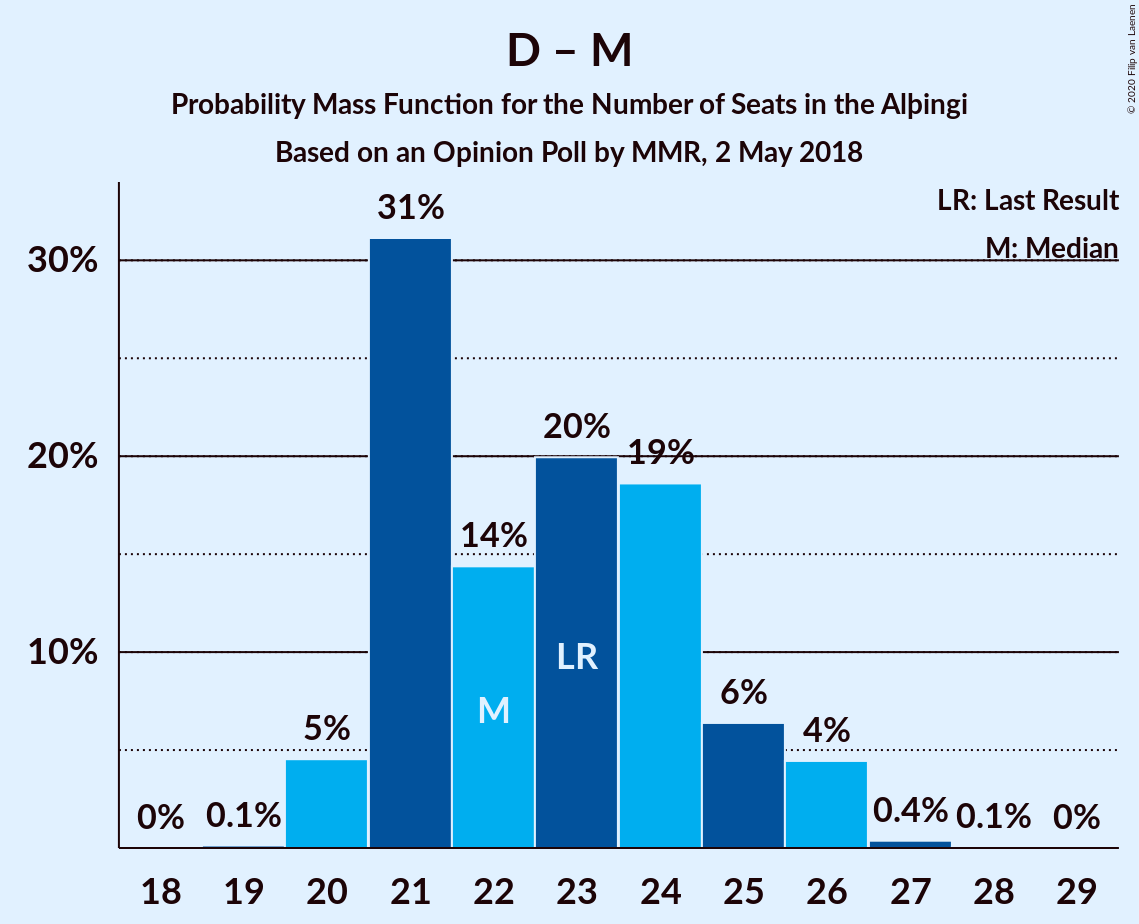 D – M
Probability Mass Function for the Number of Seats in the Alþingi
Based on an Opinion Poll by MMR, 2 May 2018
© 2020 Filip van Laenen
LR: Last Result
M: Median
30%
20%
10%
0%
0.1%
5%
31%
14%
20%
19%
6%
4%
0.4%
0.1%
0%
M
LR
18 19 20 21 22 23 24 25 26 27 28 29